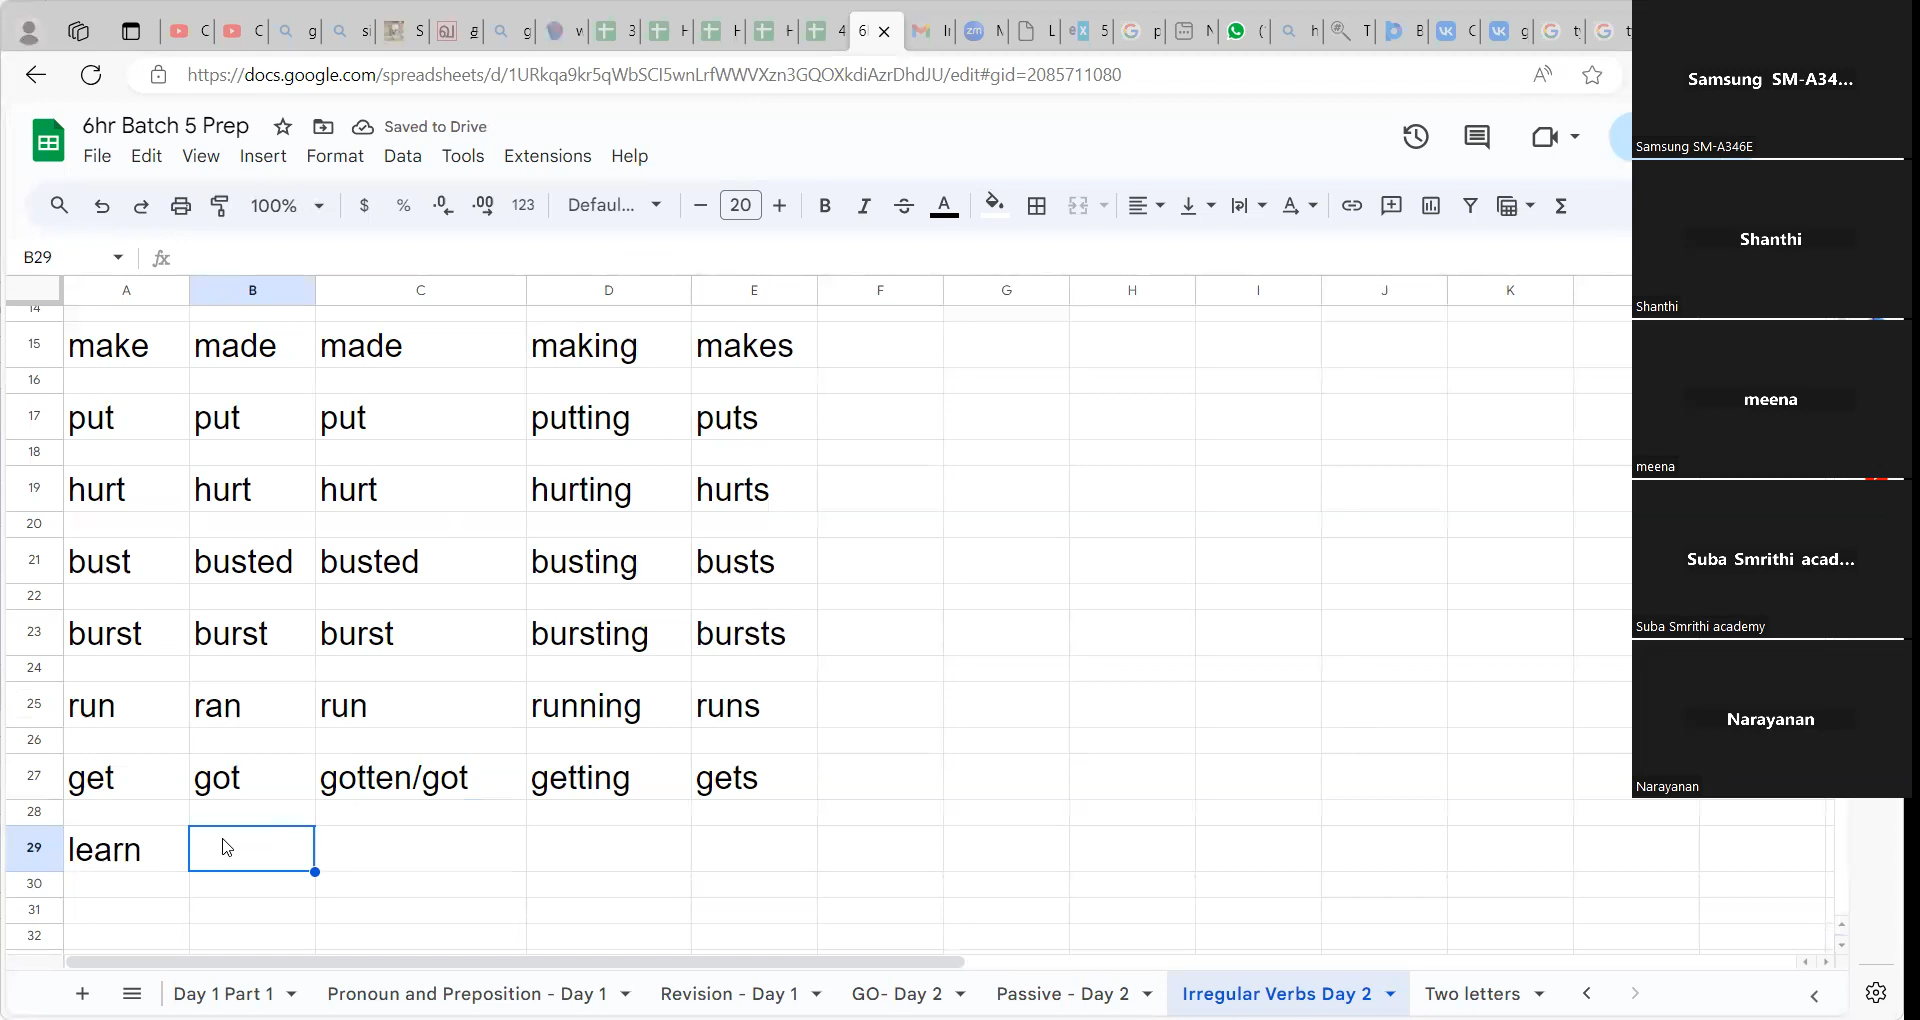 https://docs.google.com/spreadsheets/d/1URkqa9kr5qWbSCI5wnLrfWWVXzn3GQOXkdiAzrDhdJU/edit#gid=2085711080
6hr Batch 5 Prep
Saved to Drive
File Edit View Insert Format Data Tools Extensions Help
100% $ % .0 .00 123 Defaul... 20 B I A
B29 fx
A B C D E F G H I J K
14
15 make made made making makes
16
17 put put put putting puts
18
19 hurt hurt hurt hurting hurts
20
21 bust busted busted busting busts
22
23 burst burst burst bursting bursts
24
25 run ran run running runs
26
27 get got gotten/got getting gets
28
29 learn
30
31
32
Day 1 Part 1 Pronoun and Preposition - Day 1 Revision - Day 1 GO- Day 2 Passive - Day 2 Irregular Verbs Day 2 Two letters
Samsung SM-A34...
Samsung SM-A346E
Shanthi
Shanthi
meena
meena
Suba Smrithi acad...
Suba Smrithi academy
Narayanan
Narayanan